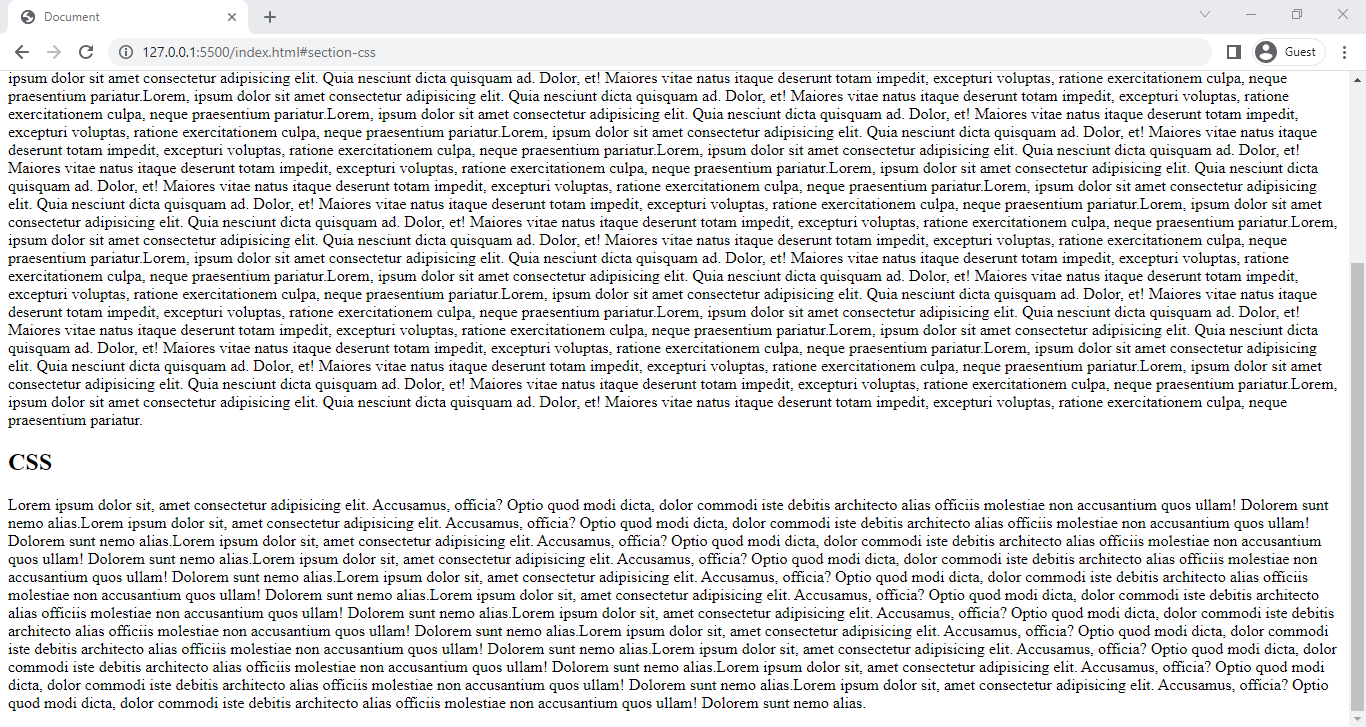 Document
127.0.0.1:5500/index.html#section-css
Guest
ipsum dolor sit amet consectetur adipisicing elit. Quia nesciunt dicta quisquam ad. Dolor, et! Maiores vitae natus itaque deserunt totam impedit, excepturi voluptas, ratione exercitationem culpa, neque
praesentium pariatur.Lorem, ipsum dolor sit amet consectetur adipisicing elit. Quia nesciunt dicta quisquam ad. Dolor, et! Maiores vitae natus itaque deserunt totam impedit, excepturi voluptas, ratione
exercitationem culpa, neque praesentium pariatur.Lorem, ipsum dolor sit amet consectetur adipisicing elit. Quia nesciunt dicta quisquam ad. Dolor, et! Maiores vitae natus itaque deserunt totam impedit,
excepturi voluptas, ratione exercitationem culpa, neque praesentium pariatur.Lorem, ipsum dolor sit amet consectetur adipisicing elit. Quia nesciunt dicta quisquam ad. Dolor, et! Maiores vitae natus itaque
deserunt totam impedit, excepturi voluptas, ratione exercitationem culpa, neque praesentium pariatur.Lorem, ipsum dolor sit amet consectetur adipisicing elit. Quia nesciunt dicta quisquam ad. Dolor, et!
Maiores vitae natus itaque deserunt totam impedit, excepturi voluptas, ratione exercitationem culpa, neque praesentium pariatur.Lorem, ipsum dolor sit amet consectetur adipisicing elit. Quia nesciunt dicta
quisquam ad. Dolor, et! Maiores vitae natus itaque deserunt totam impedit, excepturi voluptas, ratione exercitationem culpa, neque praesentium pariatur.Lorem, ipsum dolor sit amet consectetur adipisicing
elit. Quia nesciunt dicta quisquam ad. Dolor, et! Maiores vitae natus itaque deserunt totam impedit, excepturi voluptas, ratione exercitationem culpa, neque praesentium pariatur.Lorem, ipsum dolor sit amet
consectetur adipisicing elit. Quia nesciunt dicta quisquam ad. Dolor, et! Maiores vitae natus itaque deserunt totam impedit, excepturi voluptas, ratione exercitationem culpa, neque praesentium pariatur.Lorem,
ipsum dolor sit amet consectetur adipisicing elit. Quia nesciunt dicta quisquam ad. Dolor, et! Maiores vitae natus itaque deserunt totam impedit, excepturi voluptas, ratione exercitationem culpa, neque
praesentium pariatur.Lorem, ipsum dolor sit amet consectetur adipisicing elit. Quia nesciunt dicta quisquam ad. Dolor, et! Maiores vitae natus itaque deserunt totam impedit, excepturi voluptas, ratione
exercitationem culpa, neque praesentium pariatur.Lorem, ipsum dolor sit amet consectetur adipisicing elit. Quia nesciunt dicta quisquam ad. Dolor, et! Maiores vitae natus itaque deserunt totam impedit,
excepturi voluptas, ratione exercitationem culpa, neque praesentium pariatur.Lorem, ipsum dolor sit amet consectetur adipisicing elit. Quia nesciunt dicta quisquam ad. Dolor, et! Maiores vitae natus itaque
deserunt totam impedit, excepturi voluptas, ratione exercitationem culpa, neque praesentium pariatur.Lorem, ipsum dolor sit amet consectetur adipisicing elit. Quia nesciunt dicta quisquam ad. Dolor, et!
Maiores vitae natus itaque deserunt totam impedit, excepturi voluptas, ratione exercitationem culpa, neque praesentium pariatur.Lorem, ipsum dolor sit amet consectetur adipisicing elit. Quia nesciunt dicta
quisquam ad. Dolor, et! Maiores vitae natus itaque deserunt totam impedit, excepturi voluptas, ratione exercitationem culpa, neque praesentium pariatur.Lorem, ipsum dolor sit amet consectetur adipisicing
elit. Quia nesciunt dicta quisquam ad. Dolor, et! Maiores vitae natus itaque deserunt totam impedit, excepturi voluptas, ratione exercitationem culpa, neque praesentium pariatur.Lorem, ipsum dolor sit amet
consectetur adipisicing elit. Quia nesciunt dicta quisquam ad. Dolor, et! Maiores vitae natus itaque deserunt totam impedit, excepturi voluptas, ratione exercitationem culpa, neque praesentium pariatur.Lorem,
ipsum dolor sit amet consectetur adipisicing elit. Quia nesciunt dicta quisquam ad. Dolor, et! Maiores vitae natus itaque deserunt totam impedit, excepturi voluptas, ratione exercitationem culpa, neque
praesentium pariatur.
CSS
Lorem ipsum dolor sit, amet consectetur adipisicing elit. Accusamus, officia? Optio quod modi dicta, dolor commodi iste debitis architecto alias officiis molestiae non accusantium quos ullam! Dolorem sunt
nemo alias.Lorem ipsum dolor sit, amet consectetur adipisicing elit. Accusamus, officia? Optio quod modi dicta, dolor commodi iste debitis architecto alias officiis molestiae non accusantium quos ullam!
Dolorem sunt nemo alias.Lorem ipsum dolor sit, amet consectetur adipisicing elit. Accusamus, officia? Optio quod modi dicta, dolor commodi iste debitis architecto alias officiis molestiae non accusantium
quos ullam! Dolorem sunt nemo alias.Lorem ipsum dolor sit, amet consectetur adipisicing elit. Accusamus, officia? Optio quod modi dicta, dolor commodi iste debitis architecto alias officiis molestiae non
accusantium quos ullam! Dolorem sunt nemo alias.Lorem ipsum dolor sit, amet consectetur adipisicing elit. Accusamus, officia? Optio quod modi dicta, dolor commodi iste debitis architecto alias officiis
molestiae non accusantium quos ullam! Dolorem sunt nemo alias.Lorem ipsum dolor sit, amet consectetur adipisicing elit. Accusamus, officia? Optio quod modi dicta, dolor commodi iste debitis architecto
alias officiis molestiae non accusantium quos ullam! Dolorem sunt nemo alias.Lorem ipsum dolor sit, amet consectetur adipisicing elit. Accusamus, officia? Optio quod modi dicta, dolor commodi iste debitis
architecto alias officiis molestiae non accusantium quos ullam! Dolorem sunt nemo alias.Lorem ipsum dolor sit, amet consectetur adipisicing elit. Accusamus, officia? Optio quod modi dicta, dolor commodi
iste debitis architecto alias officiis molestiae non accusantium quos ullam! Dolorem sunt nemo alias.Lorem ipsum dolor sit, amet consectetur adipisicing elit. Accusamus, officia? Optio quod modi dicta, dolor
commodi iste debitis architecto alias officiis molestiae non accusantium quos ullam! Dolorem sunt nemo alias.Lorem ipsum dolor sit, amet consectetur adipisicing elit. Accusamus, officia? Optio quod modi
dicta, dolor commodi iste debitis architecto alias officiis molestiae non accusantium quos ullam! Dolorem sunt nemo alias.Lorem ipsum dolor sit, amet consectetur adipisicing elit. Accusamus, officia? Optio
quod modi dicta, dolor commodi iste debitis architecto alias officiis molestiae non accusantium quos ullam! Dolorem sunt nemo alias.